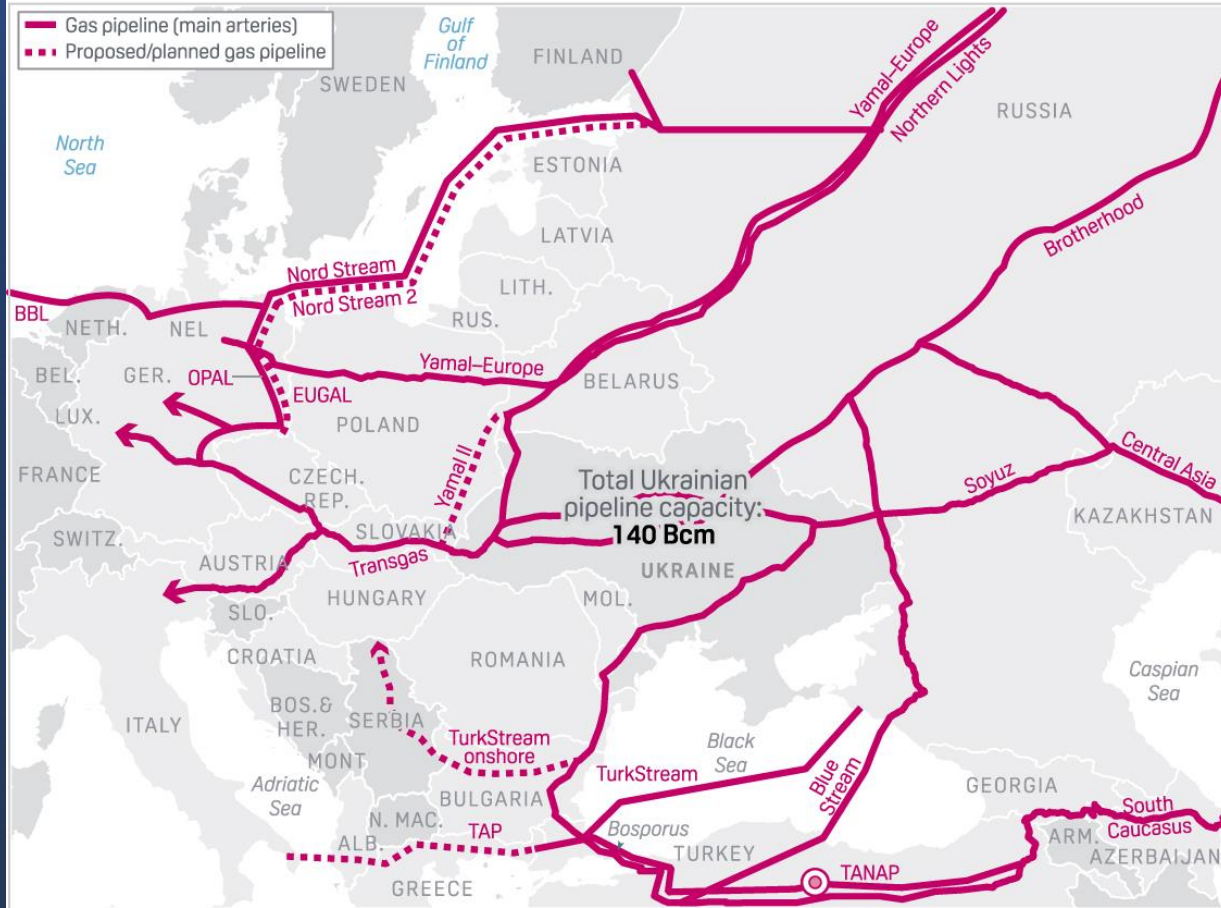 Gas pipeline (main arteries)
Proposed/planned gas pipeline
Gulf
of
Finland
FINLAND
SWEDEN
North
Sea
Yamal–Europe
Northern Lights
RUSSIA
ESTONIA
LATVIA
Brotherhood
Nord Stream
Nord Stream 2
LITH.
RUS.
BBL
NETH.
NEL
Yamal–Europe
BELARUS
BEL.
GER.
OPAL
EUGAL
LUX.
POLAND
Yamal II
FRANCE
CZECH.
REP.
Total Ukrainian
pipeline capacity:
140 Bcm
Soyuz
Central Asia
KAZAKHSTAN
SWITZ.
SLOVAKIA
AUSTRIA
Transgas
UKRAINE
HUNGARY
MOL.
SLO.
CROATIA
ROMANIA
Caspian
Sea
BOS.&
HER.
SERBIA
ITALY
MONT
TurkStream
onshore
Black
Sea
TurkStream
Blue
Stream
Adriatic
Sea
BULGARIA
GEORGIA
N. MAC.
ALB.
TAP
Bosporus
TURKEY
South
Caucasus
ARM.
AZERBAIJAN
TANAP
GREECE